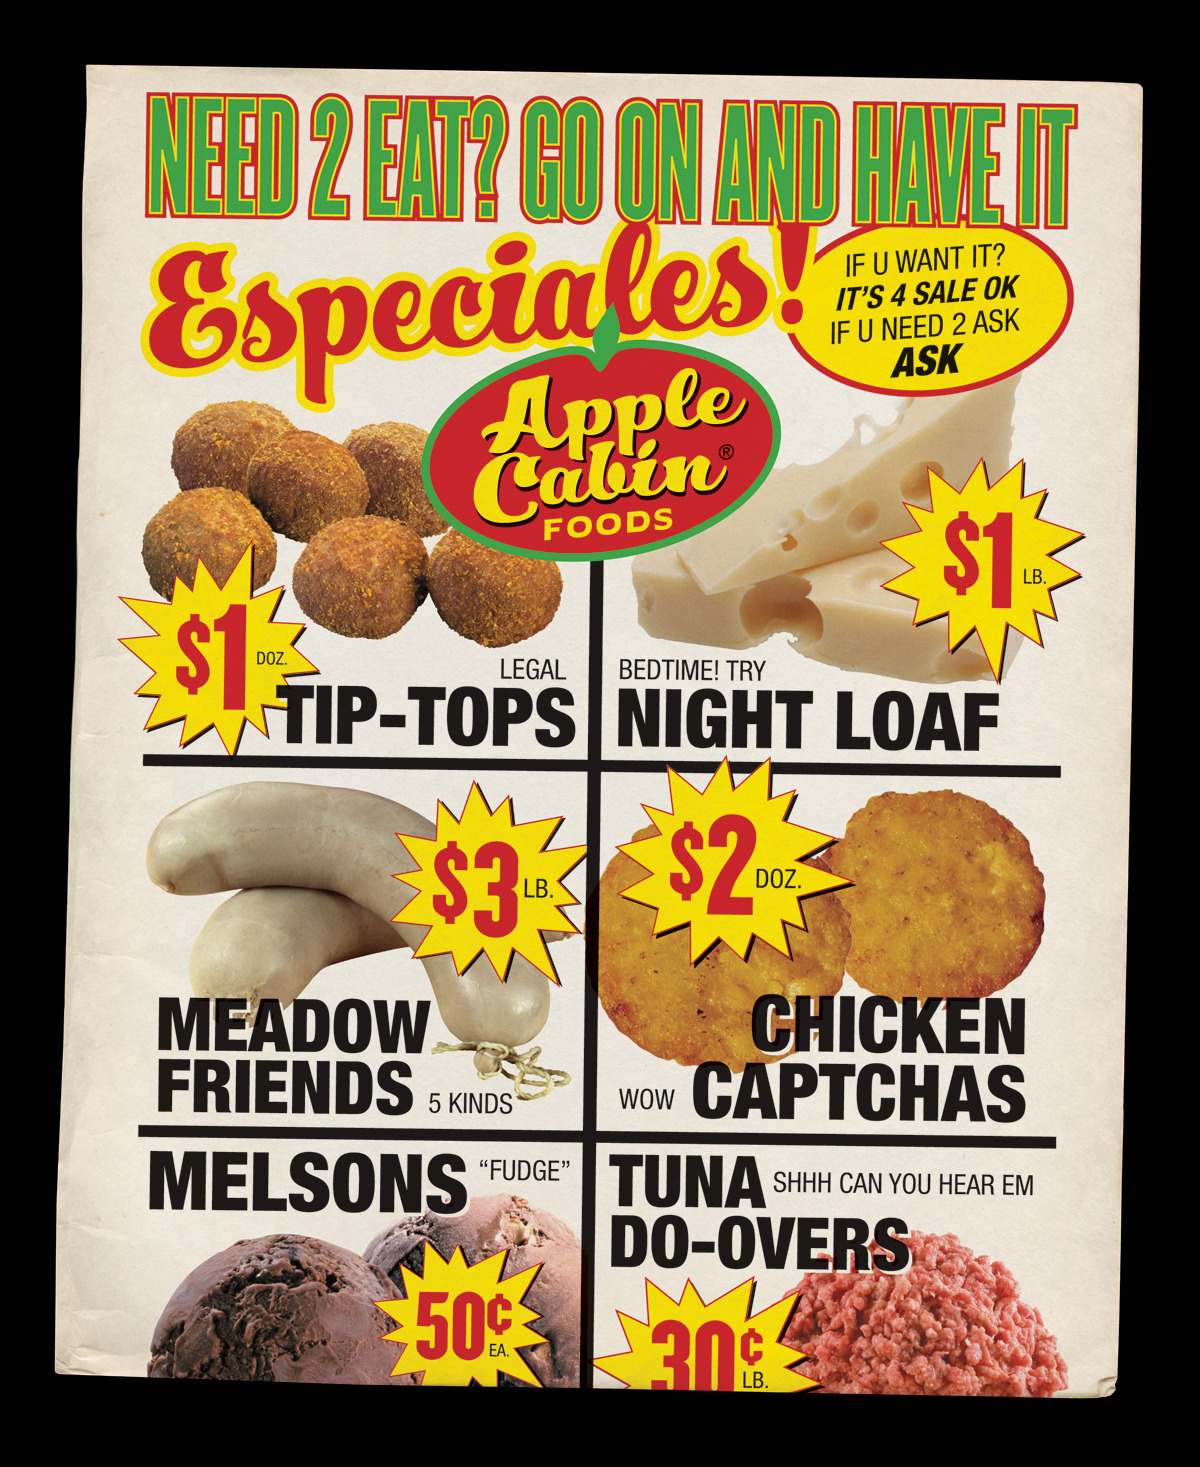 NEED 2 EAT? GO ON AND HAVE IT
Especiales!
IF U WANT IT?
IT'S 4 SALE OK
IF U NEED 2 ASK
ASK
Apple
Cabin®
FOODS
$1 DOZ.
LEGAL
TIP-TOPS
$1 LB.
BEDTIME! TRY
NIGHT LOAF
$3 LB.
MEADOW
FRIENDS 5 KINDS
$2 DOZ.
CHICKEN
WOW CAPTCHAS
MELSONS "FUDGE"
50¢ EA.
TUNA SHHH CAN YOU HEAR EM
DO-OVERS
30¢ LB.